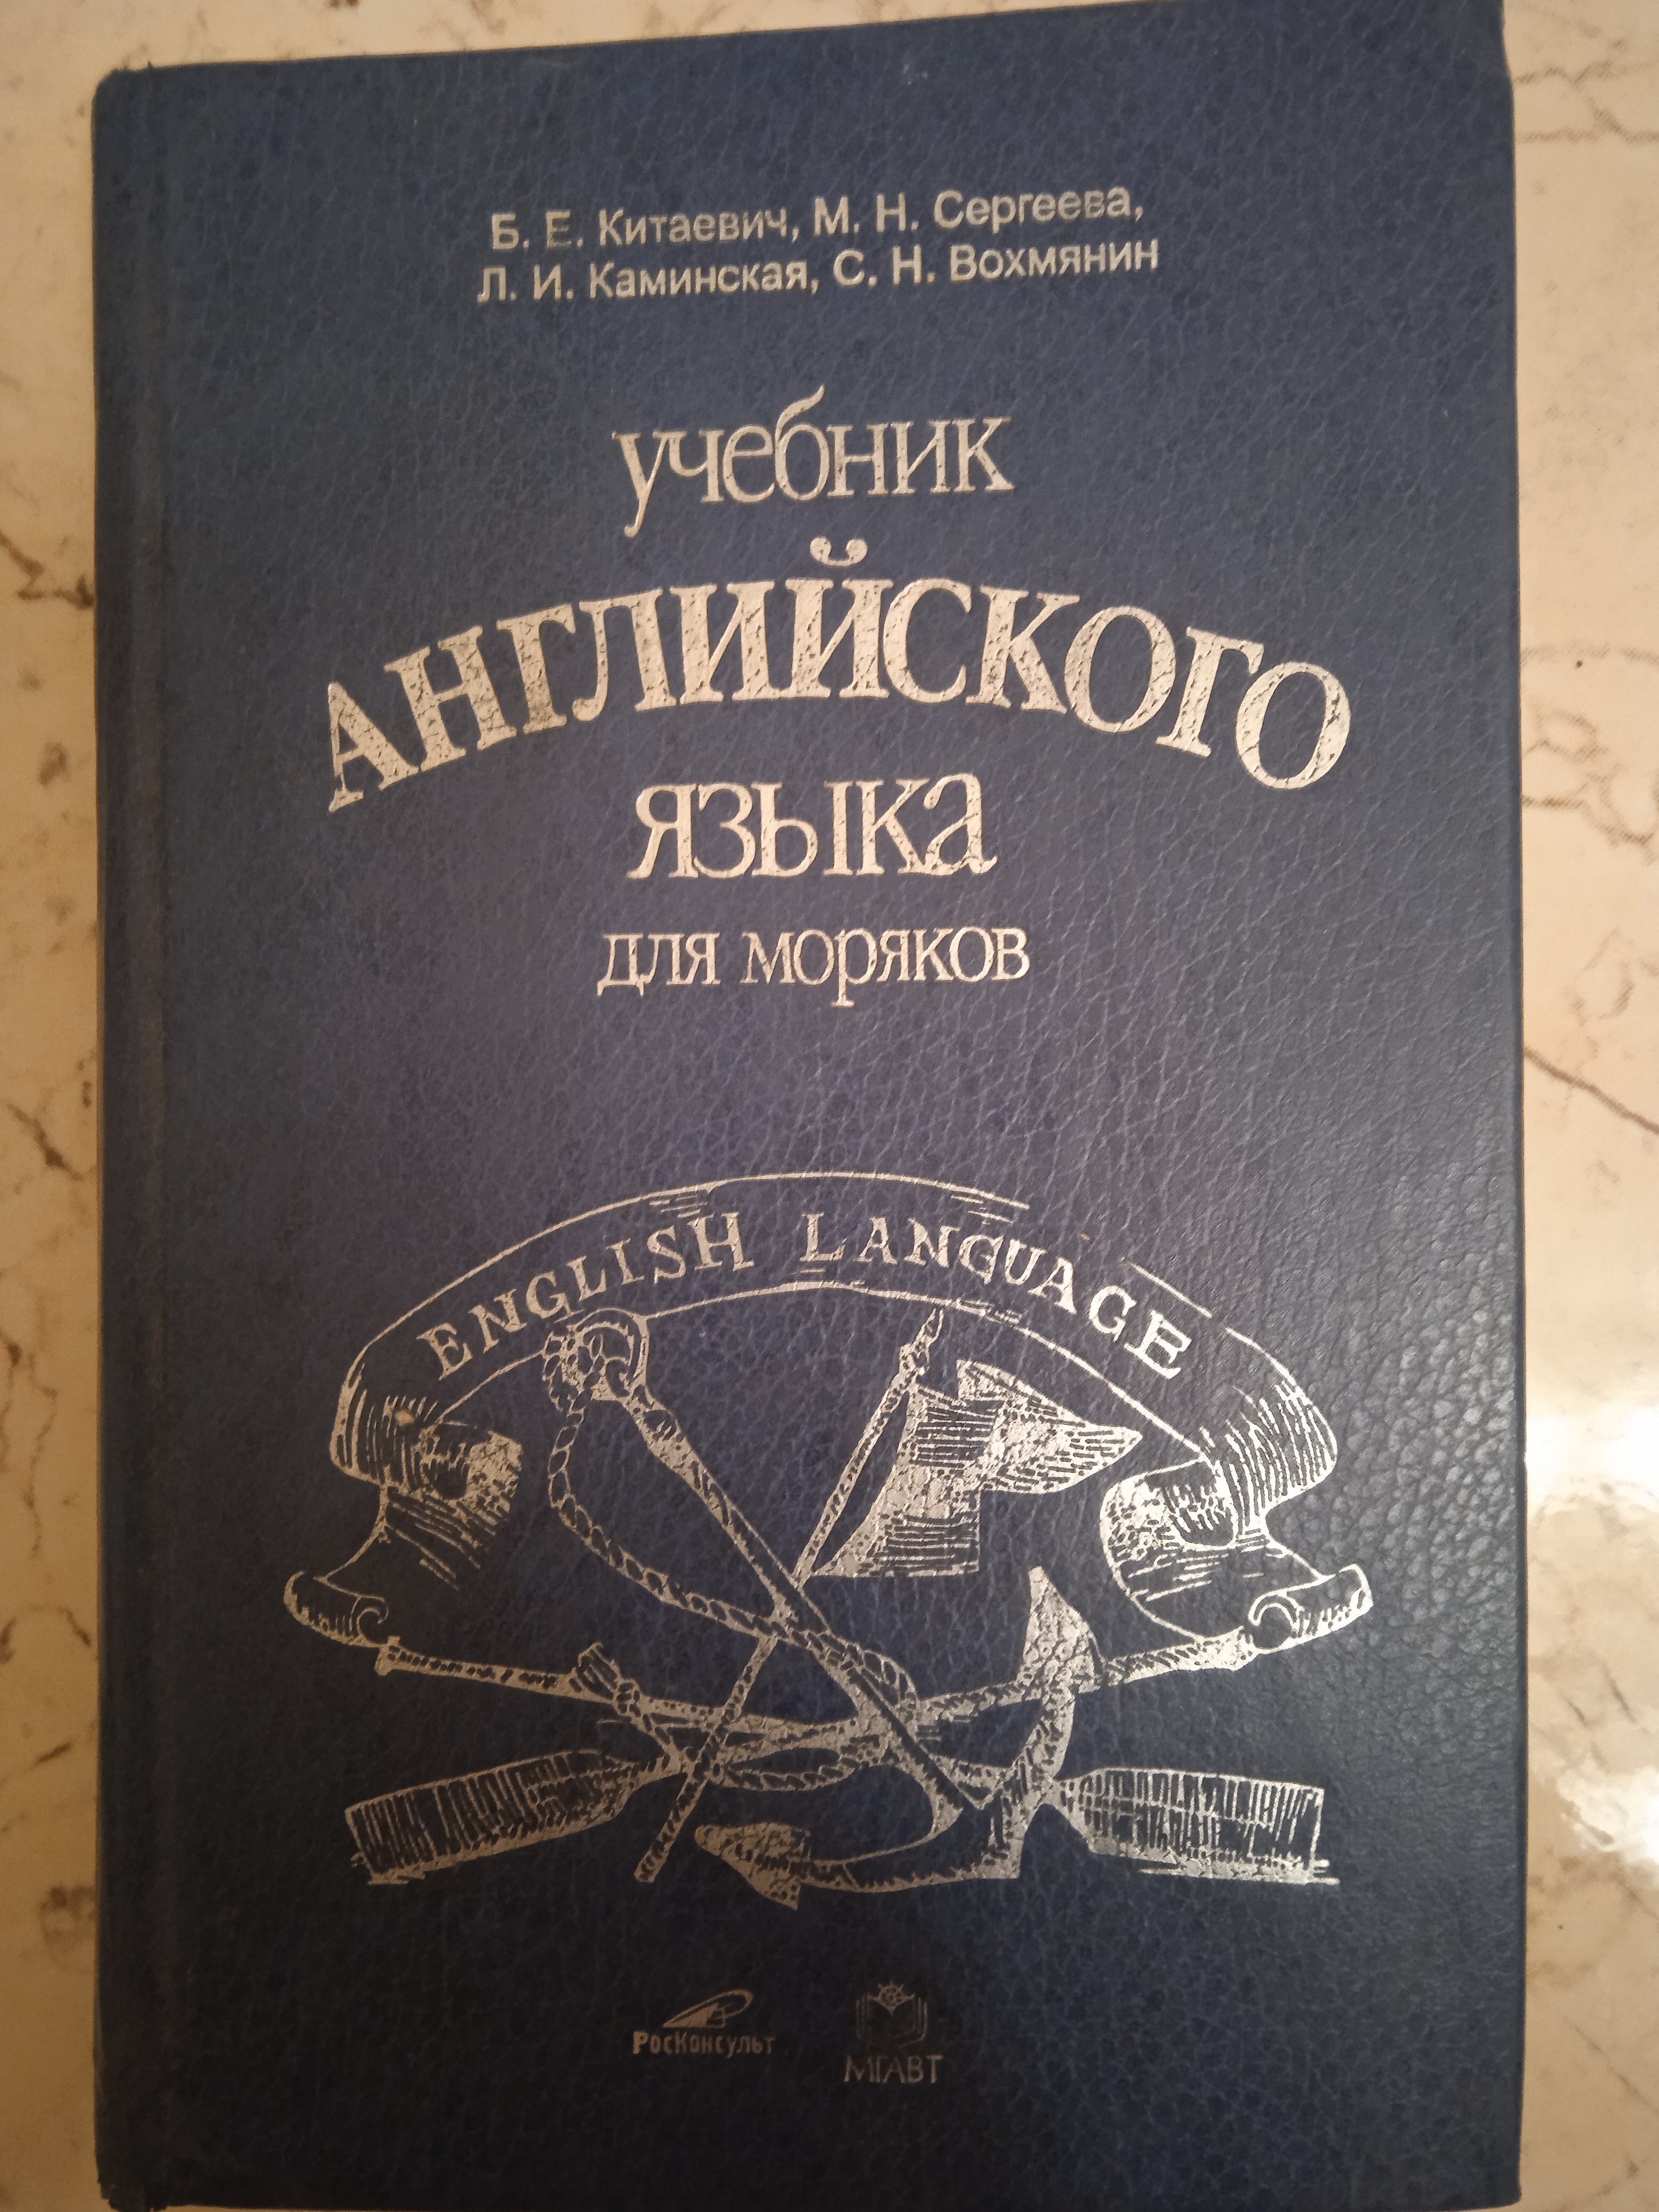 Б. Е. Китаевич, М. Н. Сергеева,
Л. И. Каминская, С. Н. Вохмянин
учебник
АНГЛИЙСКОГО
языка
для моряков
ENGLISH LANGUAGE
РосКонсульт
МГАВТ